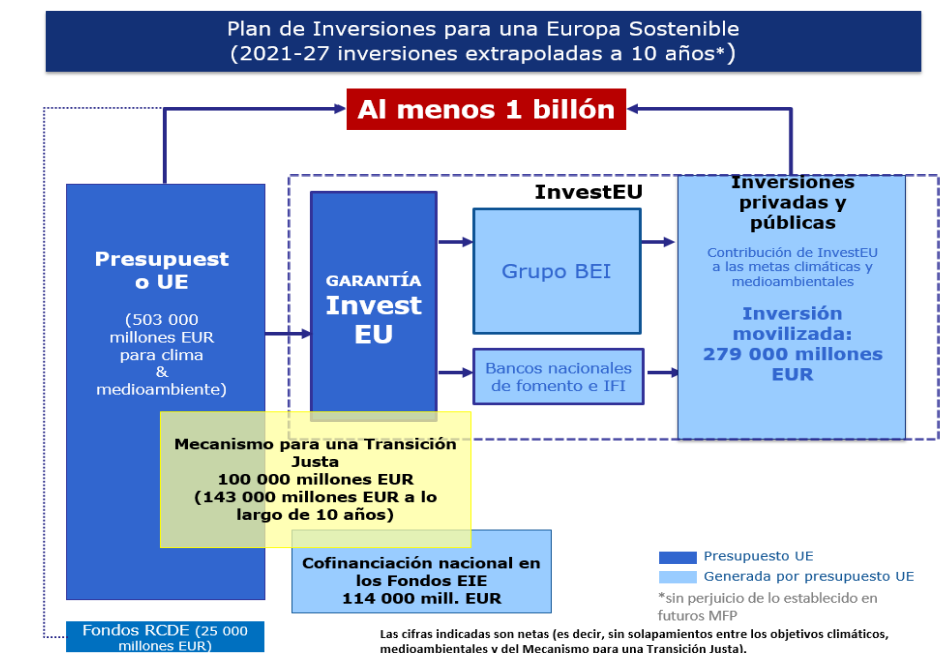 Plan de Inversiones para una Europa Sostenible
(2021-27 inversiones extrapoladas a 10 años*)
Al menos 1 billón
Presupuest
o UE
(503 000
millones EUR
para clima
&
medioambiente)
InvestEU
GARANTÍA
Invest
EU
Grupo BEI
Bancos nacionales
de fomento e IFI
Inversiones
privadas y
públicas
Contribución de InvestEU
a las metas climáticas y
medioambientales
Inversión
movilizada:
279 000 millones
EUR
Mecanismo para una Transición
Justa
100 000 millones EUR
(143 000 millones EUR a lo
largo de 10 años)
Cofinanciación nacional en
los Fondos EIE
114 000 mill. EUR
Presupuesto UE
Generada por presupuesto UE
*sin perjuicio de lo establecido en
futuros MFP
Fondos RCDE (25 000
millones EUR)
Las cifras indicadas son netas (es decir, sin solapamientos entre los objetivos climáticos,
medioambientales y del Mecanismo para una Transición Justa).